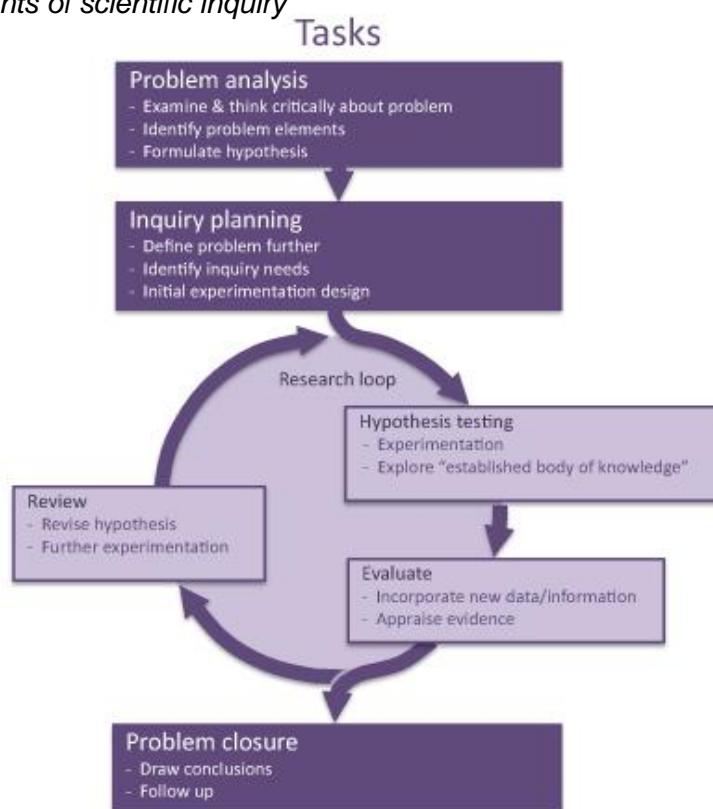 nts of scientific inquiry
Tasks
Problem analysis
- Examine & think critically about problem
- Identify problem elements
- Formulate hypothesis
Inquiry planning
- Define problem further
- Identify inquiry needs
- Initial experimentation design
Research loop
Hypothesis testing
- Experimentation
- Explore “established body of knowledge”
Evaluate
- Incorporate new data/information
- Appraise evidence
Review
- Revise hypothesis
- Further experimentation
Problem closure
- Draw conclusions
- Follow up